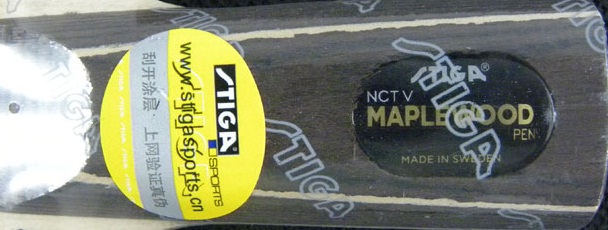 STIGA
NCT V
MAPLEWOOD
PEN
MADE IN SWEDEN
STIGA
SPORTS
www.stigasports.cn
刮开涂层 上网验证真伪
STIGA
STIGA